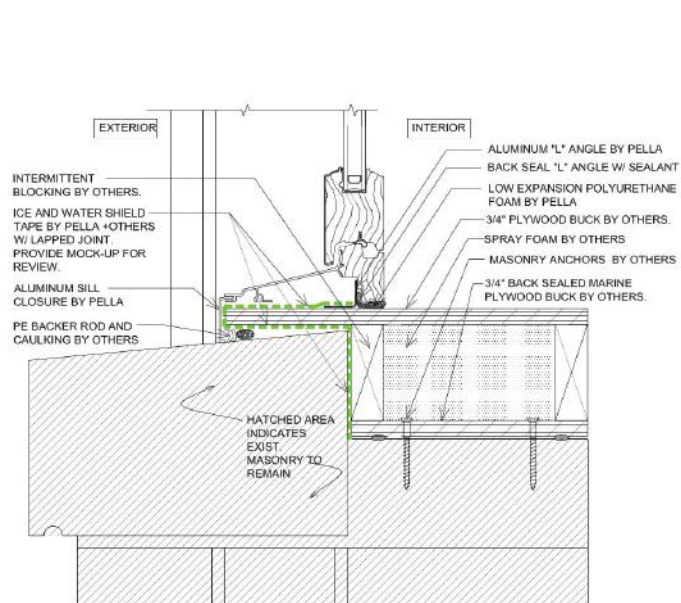 EXTERIOR
INTERIOR
INTERMITTENT
BLOCKING BY OTHERS.
ICE AND WATER SHIELD
TAPE BY PELLA +OTHERS
W/ LAPPED JOINT.
PROVIDE MOCK-UP FOR
REVIEW.
ALUMINUM SILL
CLOSURE BY PELLA
PE BACKER ROD AND
CAULKING BY OTHERS
ALUMINUM "L" ANGLE BY PELLA
BACK SEAL "L" ANGLE W/ SEALANT
LOW EXPANSION POLYURETHANE
FOAM BY PELLA
3/4" PLYWOOD BUCK BY OTHERS.
SPRAY FOAM BY OTHERS
MASONRY ANCHORS BY OTHERS
3/4" BACK SEALED MARINE
PLYWOOD BUCK BY OTHERS.
HATCHED AREA
INDICATES
EXIST.
MASONRY TO
REMAIN